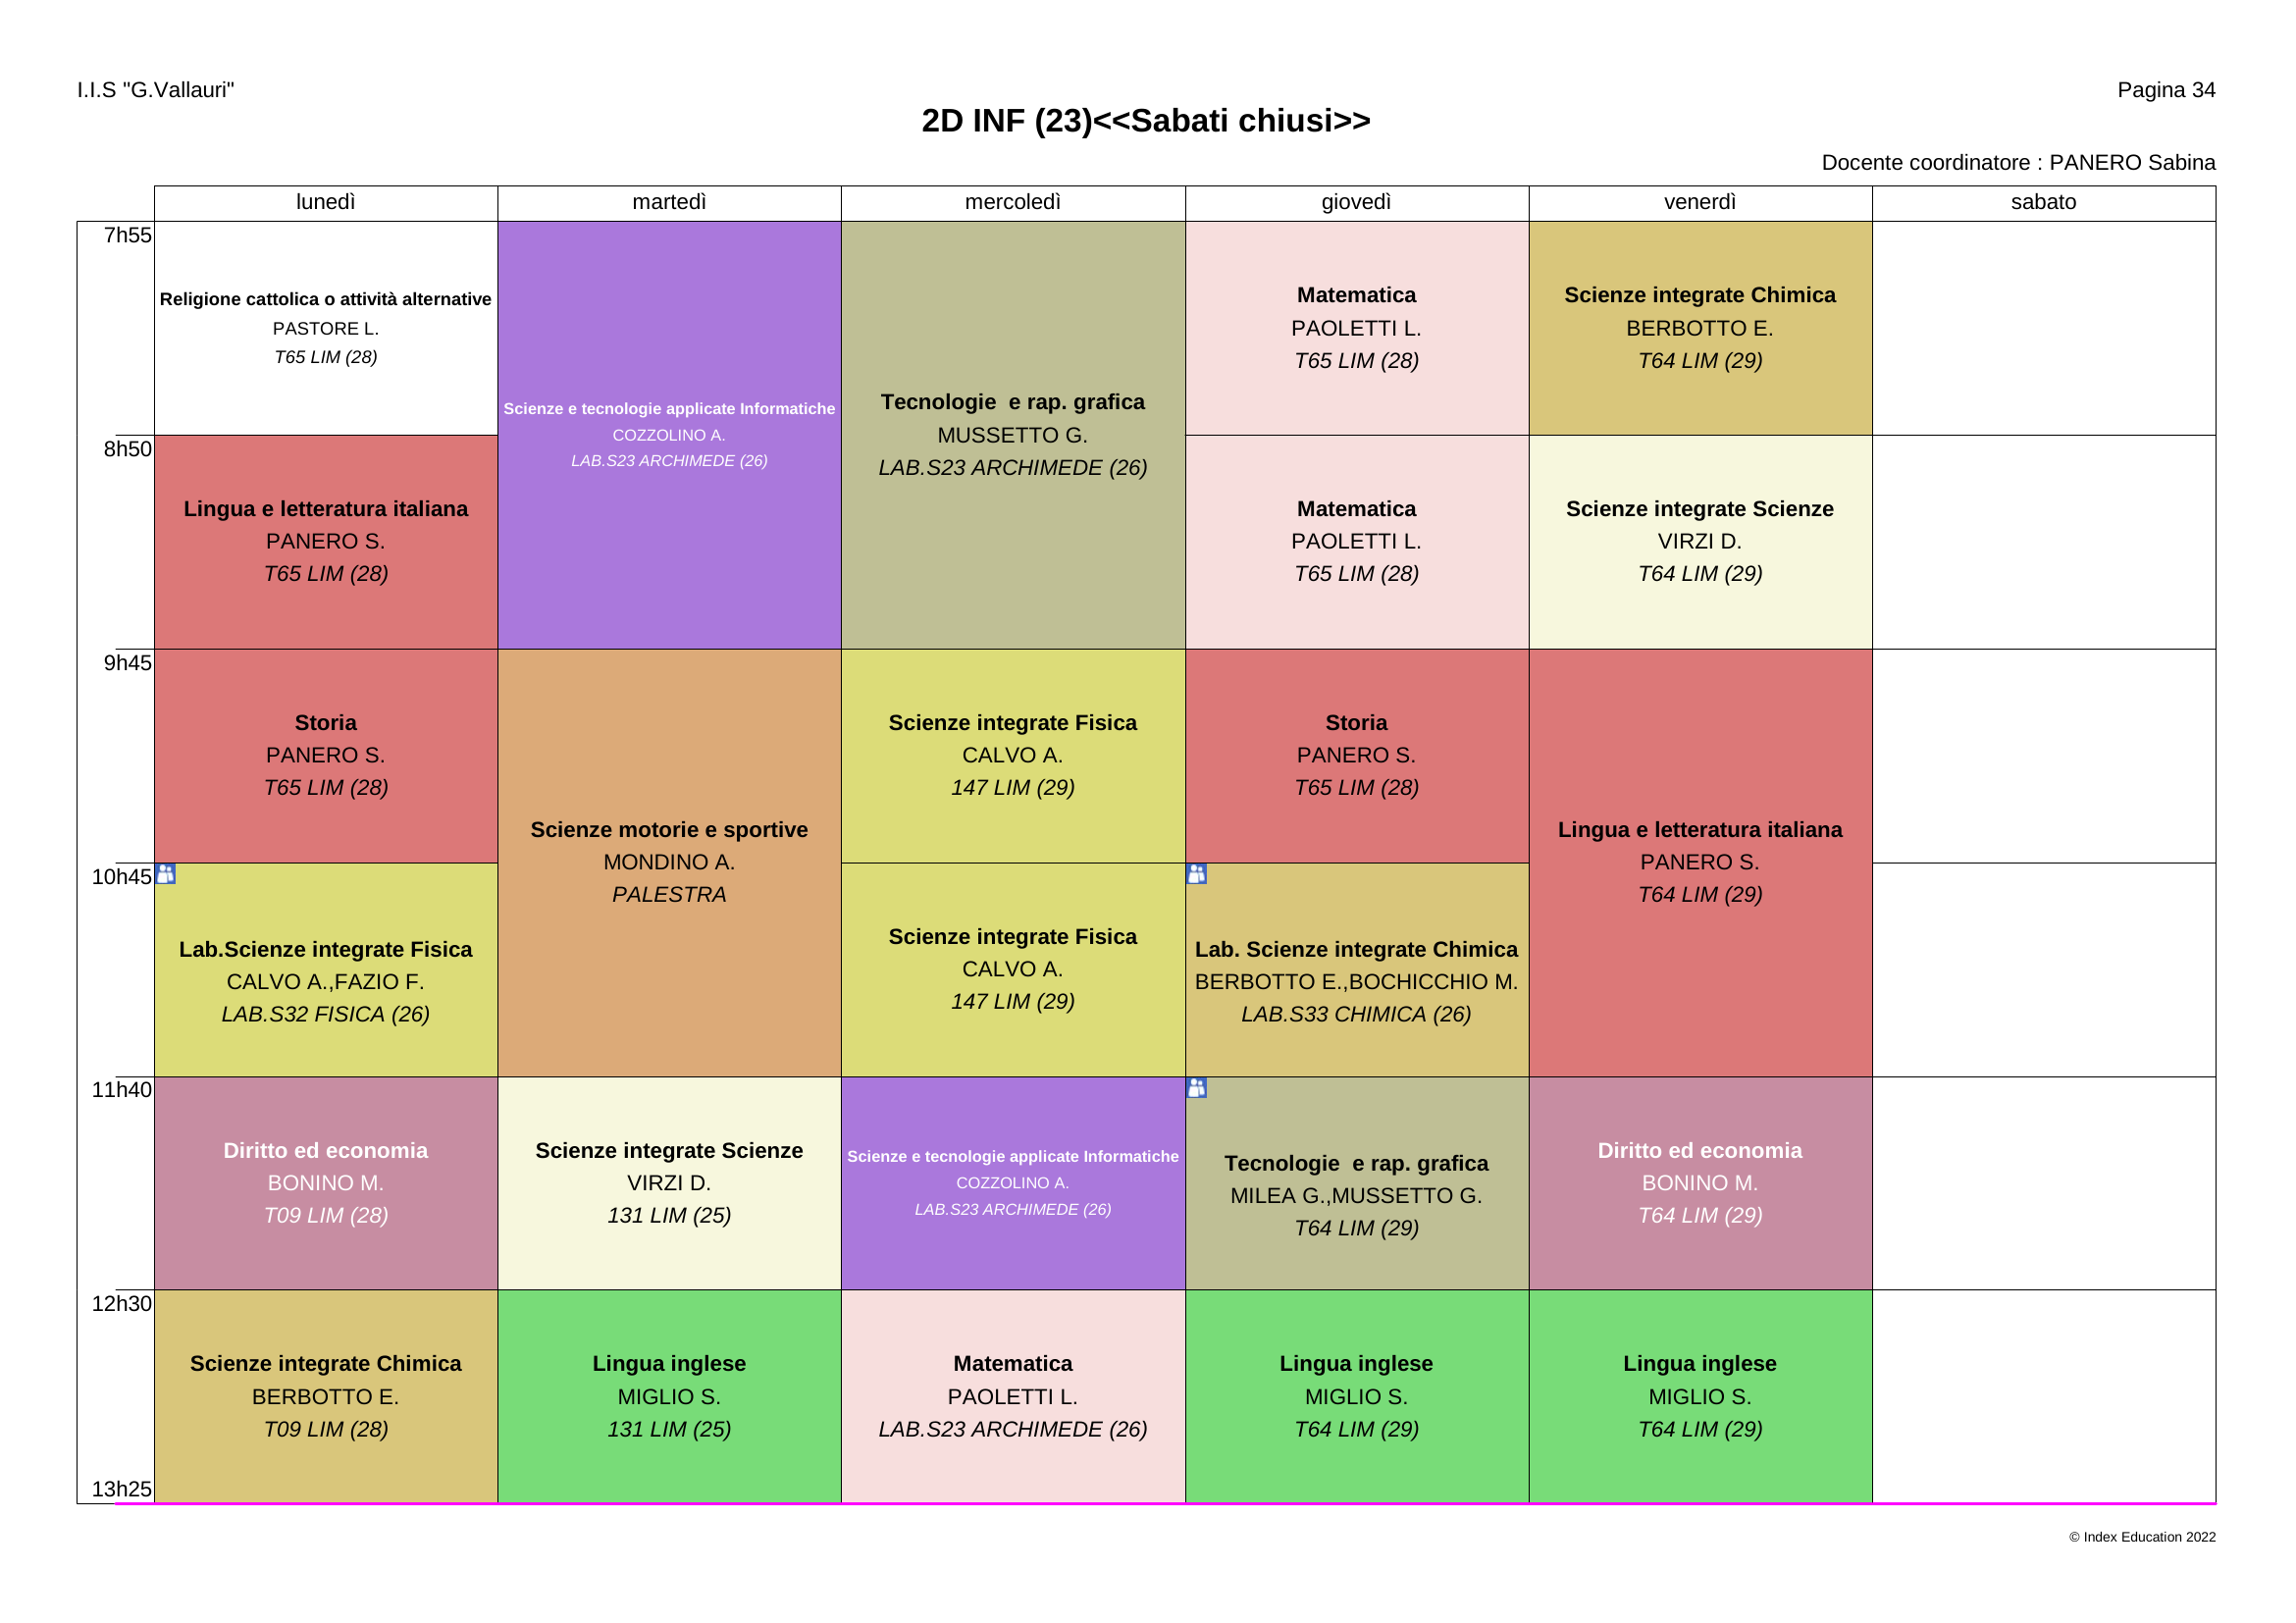 I.I.S "G.Vallauri"
Pagina 34
2D INF (23)<<Sabati chiusi>>
Docente coordinatore : PANERO Sabina
lunedì
martedì
mercoledì
giovedì
venerdì
sabato
7h55
Religione cattolica o attività alternative
PASTORE L.
T65 LIM (28)
Scienze e tecnologie applicate Informatiche
COZZOLINO A.
LAB.S23 ARCHIMEDE (26)
Tecnologie  e rap. grafica
MUSSETTO G.
LAB.S23 ARCHIMEDE (26)
Matematica
PAOLETTI L.
T65 LIM (28)
Scienze integrate Chimica
BERBOTTO E.
T64 LIM (29)
8h50
Lingua e letteratura italiana
PANERO S.
T65 LIM (28)
Matematica
PAOLETTI L.
T65 LIM (28)
Scienze integrate Scienze
VIRZI D.
T64 LIM (29)
9h45
Storia
PANERO S.
T65 LIM (28)
Scienze motorie e sportive
MONDINO A.
PALESTRA
Scienze integrate Fisica
CALVO A.
147 LIM (29)
Storia
PANERO S.
T65 LIM (28)
Lingua e letteratura italiana
PANERO S.
T64 LIM (29)
10h45
Lab.Scienze integrate Fisica
CALVO A.,FAZIO F.
LAB.S32 FISICA (26)
Scienze integrate Fisica
CALVO A.
147 LIM (29)
Lab. Scienze integrate Chimica
BERBOTTO E.,BOCHICCHIO M.
LAB.S33 CHIMICA (26)
11h40
Diritto ed economia
BONINO M.
T09 LIM (28)
Scienze integrate Scienze
VIRZI D.
131 LIM (25)
Scienze e tecnologie applicate Informatiche
COZZOLINO A.
LAB.S23 ARCHIMEDE (26)
Tecnologie  e rap. grafica
MILEA G.,MUSSETTO G.
T64 LIM (29)
Diritto ed economia
BONINO M.
T64 LIM (29)
12h30
Scienze integrate Chimica
BERBOTTO E.
T09 LIM (28)
Lingua inglese
MIGLIO S.
131 LIM (25)
Matematica
PAOLETTI L.
LAB.S23 ARCHIMEDE (26)
Lingua inglese
MIGLIO S.
T64 LIM (29)
Lingua inglese
MIGLIO S.
T64 LIM (29)
13h25
© Index Education 2022